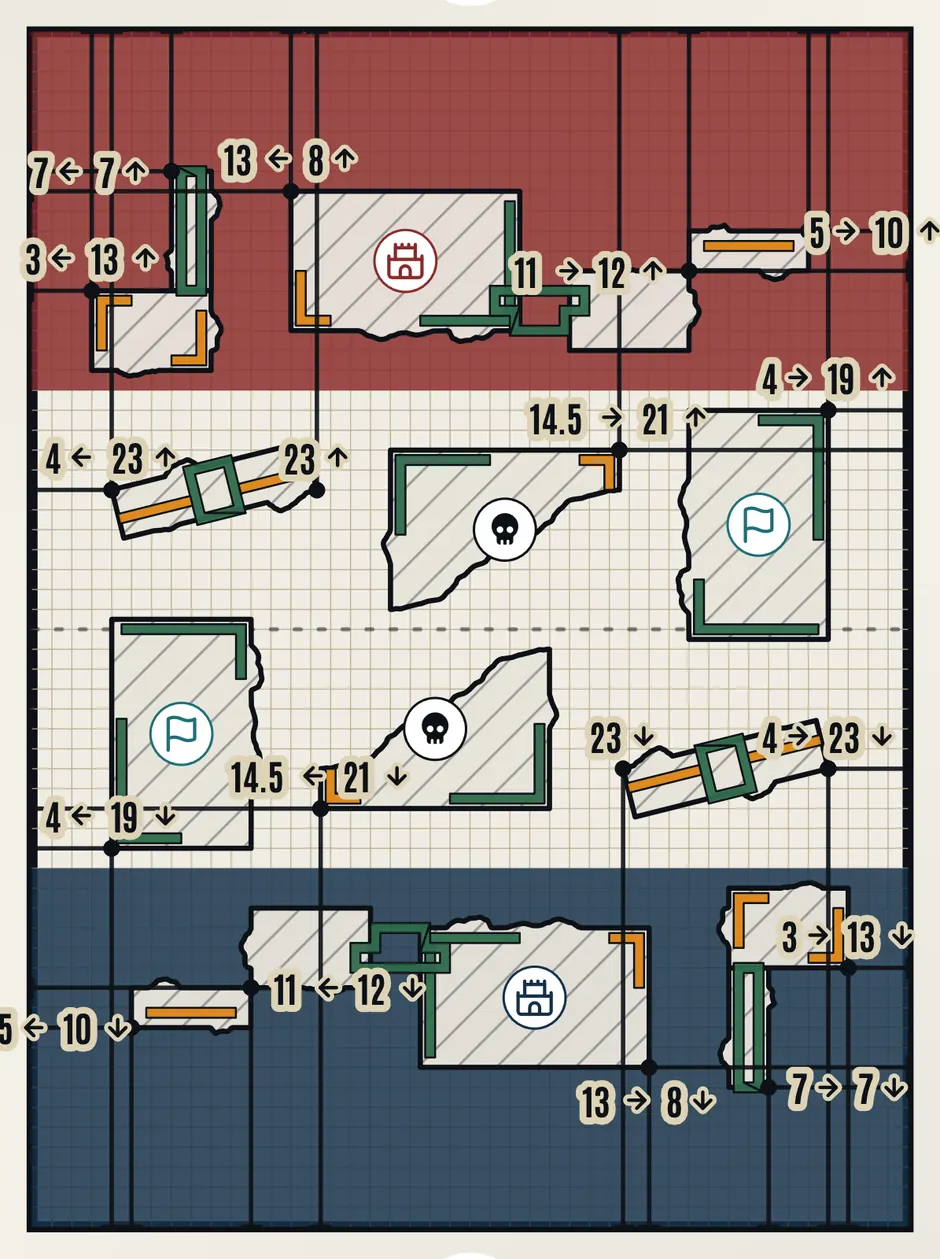 7 ← 7 ↑
13 ← 8 ↑
3 ← 13 ↑
5 → 10 ↑
11 → 12 ↑
4 → 19 ↑
14.5 → 21 ↑
4 ← 23 ↑
23 ↑
23 ↓
4 → 23 ↓
14.5 ← 21 ↓
4 ← 19 ↓
3 → 13 ↓
11 ← 12 ↓
5 ← 10 ↓
7 → 7 ↓
13 → 8 ↓